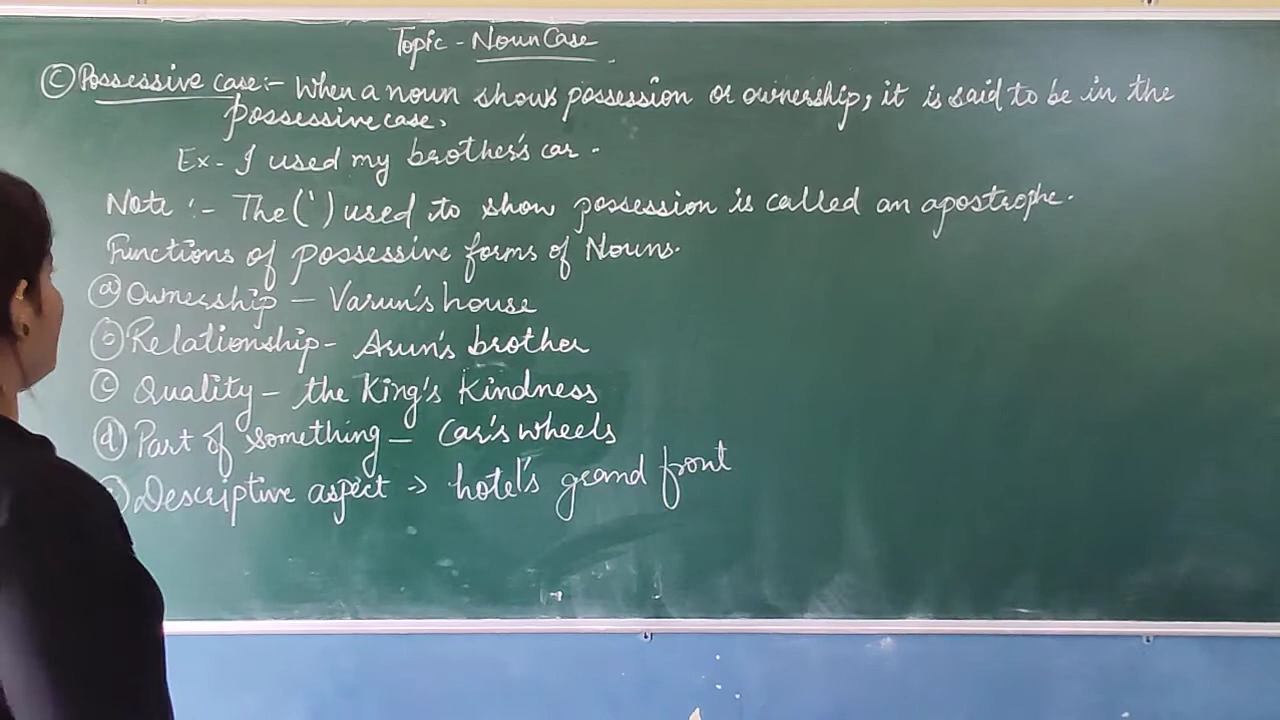 Topic - Noun Case
(C) Possessive case:- When a noun shows possession or ownership, it is said to be in the
possessive case.
Ex- I used my brother's car.
Note :- The (') used to show possession is called an apostrophe.
Functions of possessive forms of Nouns.
(a) Ownership - Varun's house
(b) Relationship - Arun's brother
(c) Quality - the King's Kindness
(d) Part of something - Car's wheels
Descriptive aspect → hotel's grand front